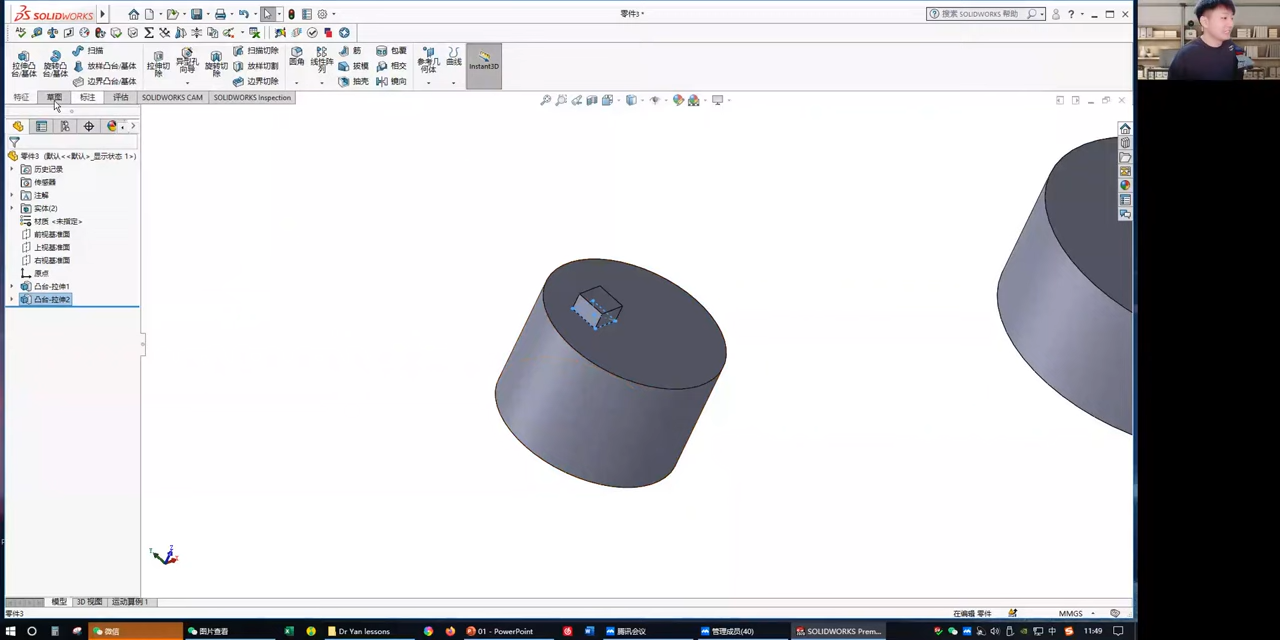 SOLIDWORKS
零件3 *
搜索 SOLIDWORKS 帮助
拉伸凸台/基体
旋转凸台/基体
扫描
放样凸台/基体
边界凸台/基体
拉伸切除
异型孔向导
旋转切除
扫描切除
放样切割
边界切除
圆角
线性阵列
筋
拔模
抽壳
包覆
相交
镜向
参考几何体
曲线
Instant3D
特征
草图
标注
评估
SOLIDWORKS CAM
SOLIDWORKS Inspection
零件3 (默认<<默认>_显示状态 1>)
历史记录
传感器
注解
实体(2)
材质 <未指定>
前视基准面
上视基准面
右视基准面
原点
凸台-拉伸1
凸台-拉伸2
模型
3D 视图
运动算例 1
零件3
在编辑 零件
MMGS
微信
图片查看
Dr Yan lessons
01 - PowerPoint
腾讯会议
管理成员(40)
SOLIDWORKS Prem...
中
11:49